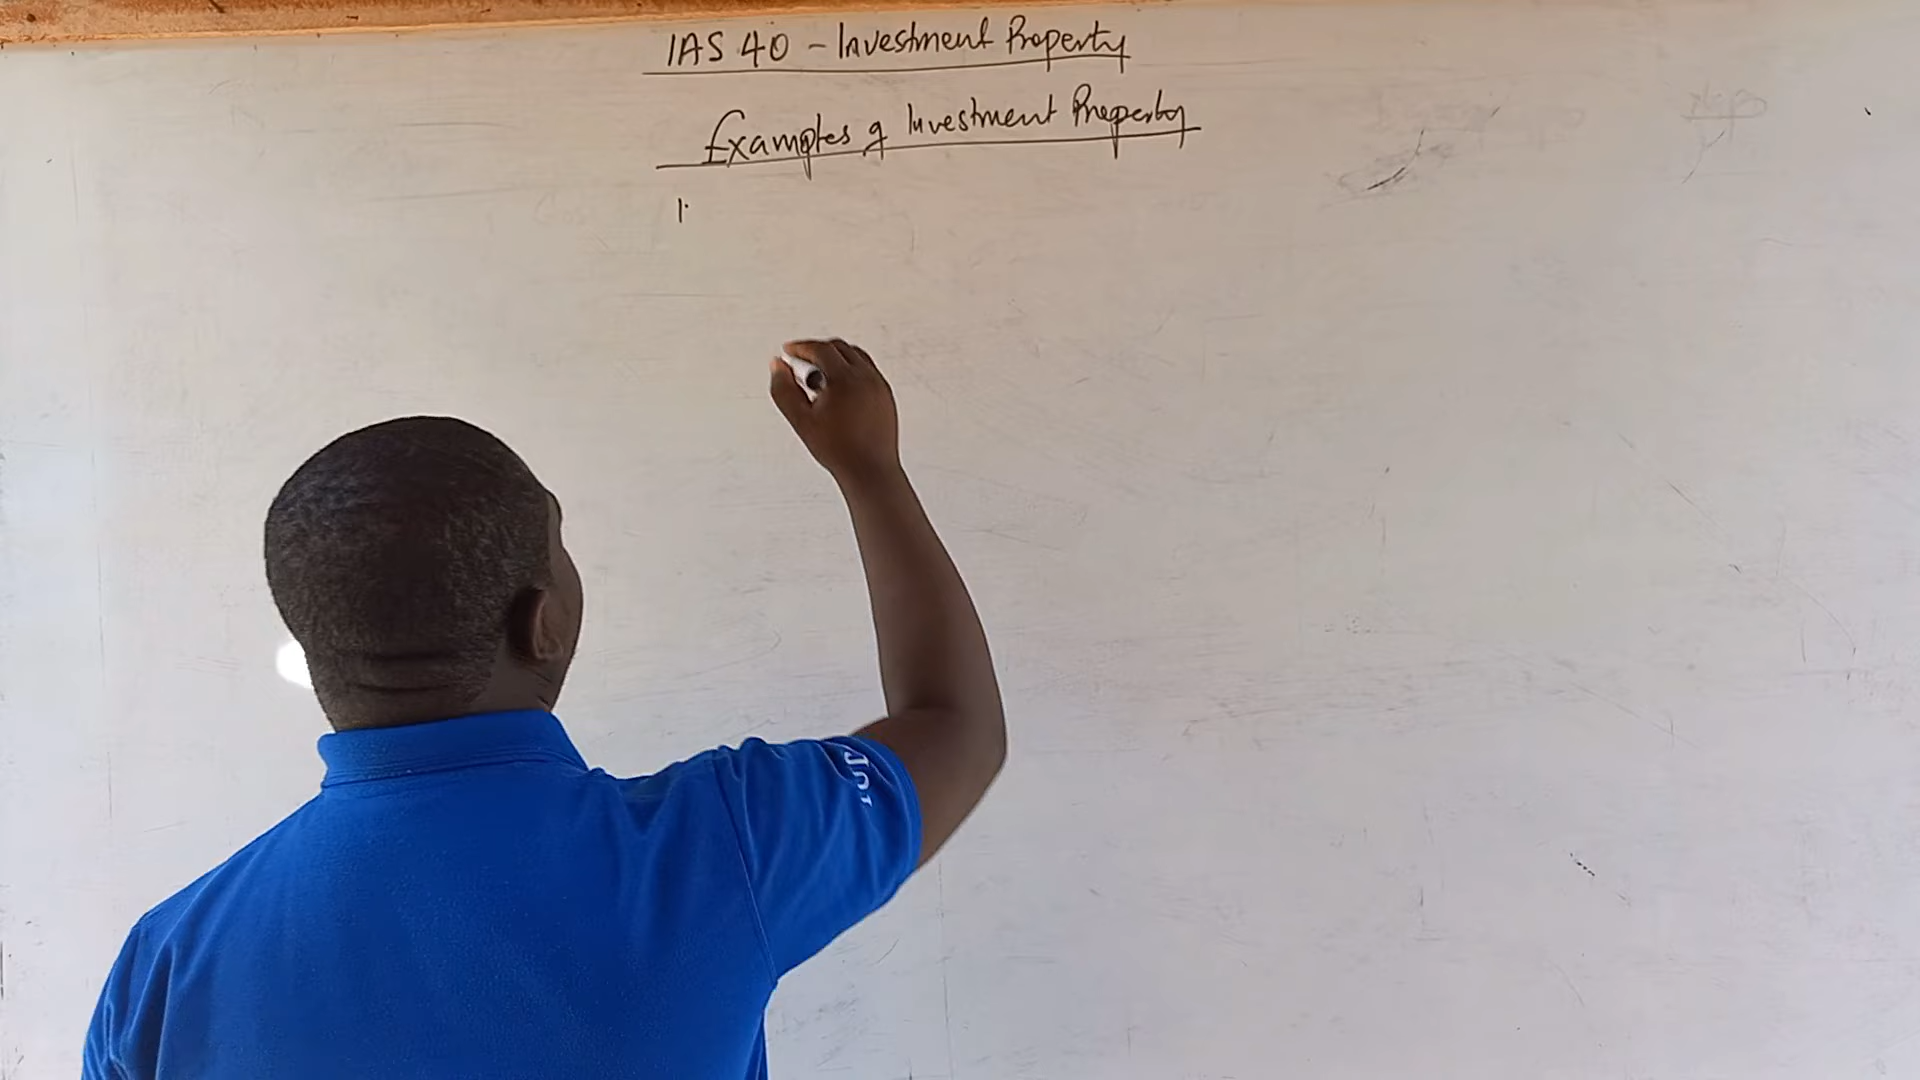 IAS 40 - Investment Property
Examples of Investment Property
1.